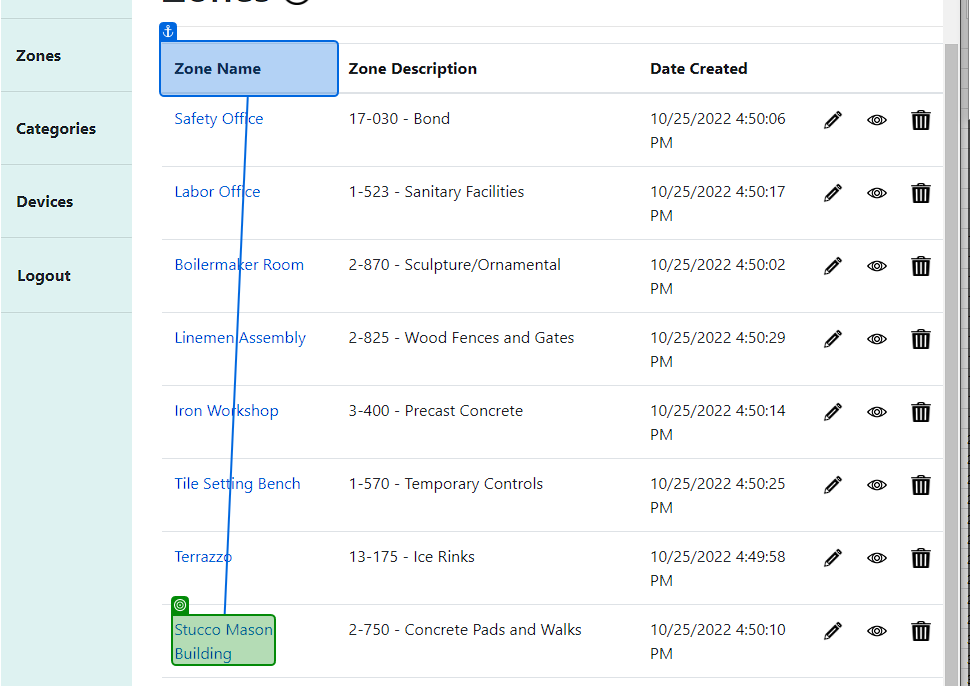 Zones
Zones
Categories
Devices
Logout
Zone Name Zone Description Date Created
Safety Office 17-030 - Bond 10/25/2022 4:50:06
PM
Labor Office 1-523 - Sanitary Facilities 10/25/2022 4:50:17
PM
Boilermaker Room 2-870 - Sculpture/Ornamental 10/25/2022 4:50:02
PM
Linemen Assembly 2-825 - Wood Fences and Gates 10/25/2022 4:50:29
PM
Iron Workshop 3-400 - Precast Concrete 10/25/2022 4:50:14
PM
Tile Setting Bench 1-570 - Temporary Controls 10/25/2022 4:50:25
PM
Terrazzo 13-175 - Ice Rinks 10/25/2022 4:49:58
PM
Stucco Mason 2-750 - Concrete Pads and Walks 10/25/2022 4:50:10
Building PM